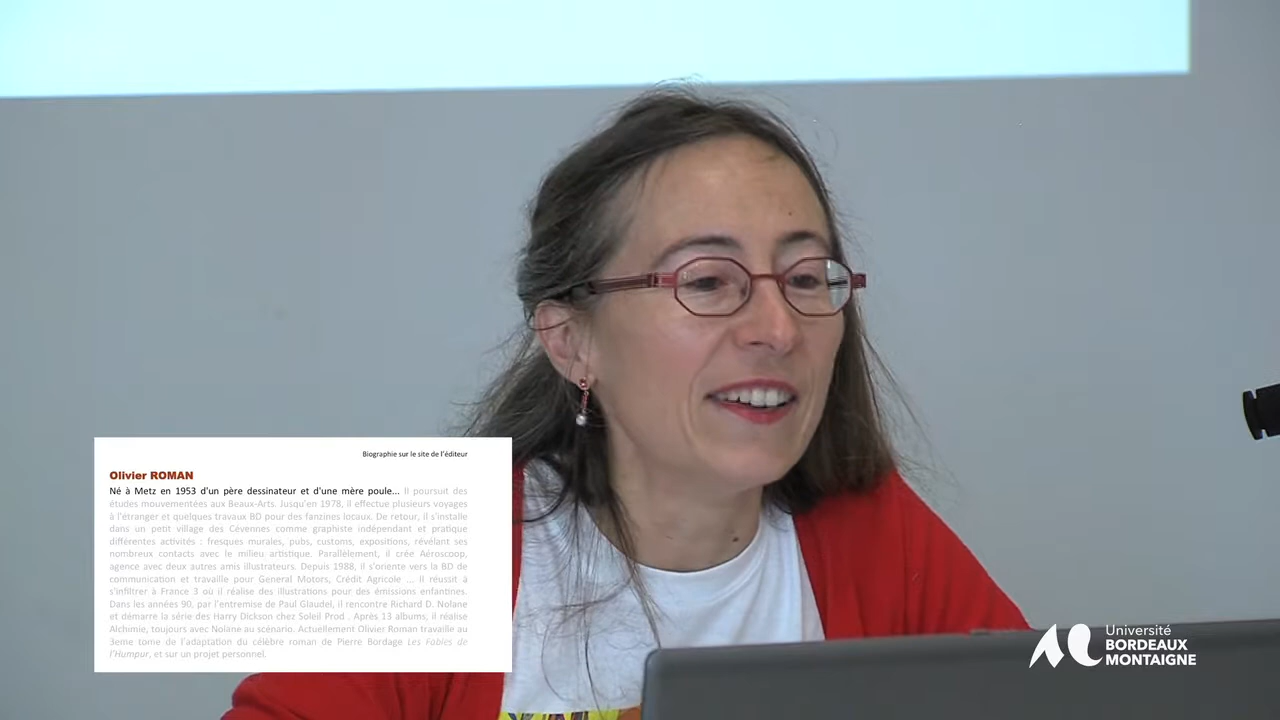 Biographie sur le site de l'éditeur
Olivier ROMAN
Né à Metz en 1953 d'un père dessinateur et d'une mère poule... Il poursuit des
études mouvementées aux Beaux-Arts. Jusqu'en 1978, il effectue plusieurs voyages
à l'étranger et quelques travaux BD pour des fanzines locaux. De retour, il s'installe
dans un petit village des Cévennes comme graphiste indépendant et pratique
différentes activités : fresques murales, pubs, customs, expositions, révélant ses
nombreux contacts avec le milieu artistique. Parallèlement, il crée Aéroscoop,
agence avec deux autres amis illustrateurs. Depuis 1988, il s'oriente vers la BD de
communication et travaille pour General Motors, Crédit Agricole ... Il réussit à
s'infiltrer à France 3 où il réalise des illustrations pour des émissions enfantines.
Dans les années 90, par l'entremise de Paul Glaudel, il rencontre Richard D. Nolane
et démarre la série des Harry Dickson chez Soleil Prod . Après 13 albums, il réalise
Alchimie, toujours avec Nolane au scénario. Actuellement Olivier Roman travaille au
3eme tome de l'adaptation du célèbre roman de Pierre Bordage Les Fables de
l'Humpur, et sur un projet personnel.
Université
BORDEAUX
MONTAIGNE